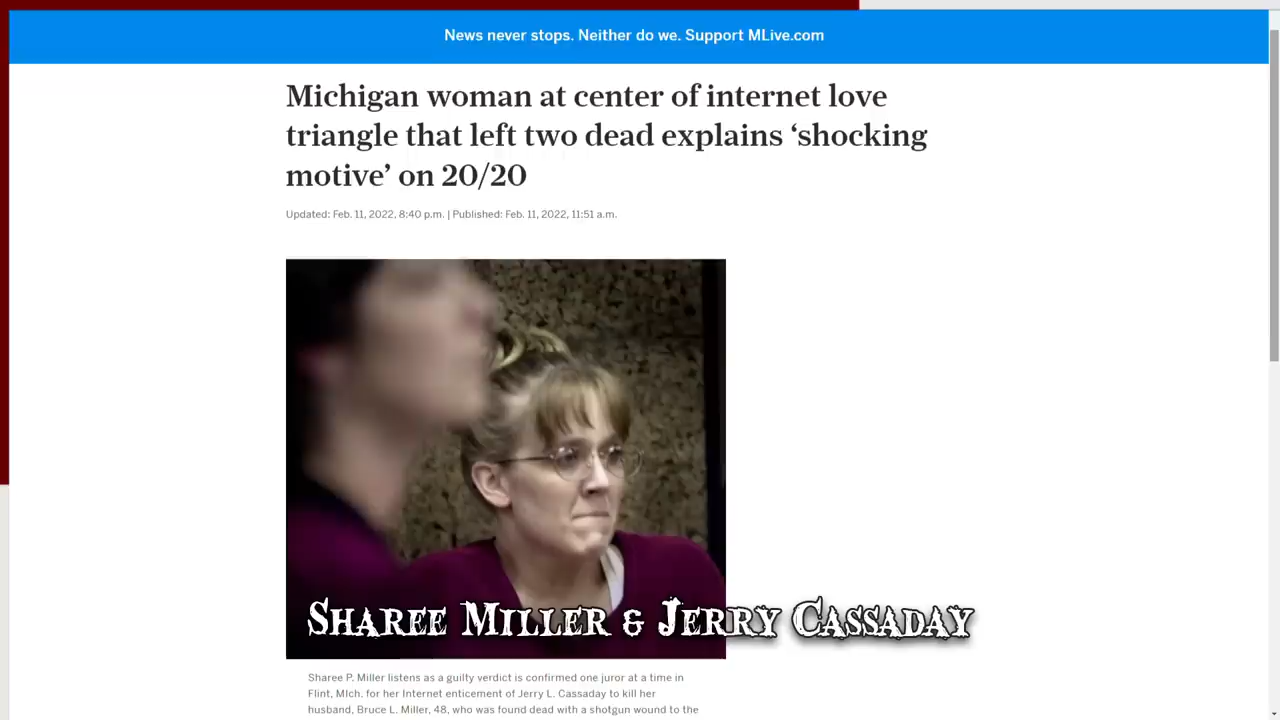 News never stops. Neither do we. Support MLive.com
Michigan woman at center of internet love
triangle that left two dead explains ‘shocking
motive’ on 20/20
Updated: Feb. 11, 2022, 8:40 p.m. | Published: Feb. 11, 2022, 11:51 a.m.
Sharee Miller & Jerry Cassaday
Sharee P. Miller listens as a guilty verdict is confirmed one juror at a time in
Flint, MIch. for her Internet enticement of Jerry L. Cassaday to kill her
husband, Bruce L. Miller, 48, who was found dead with a shotgun wound to the